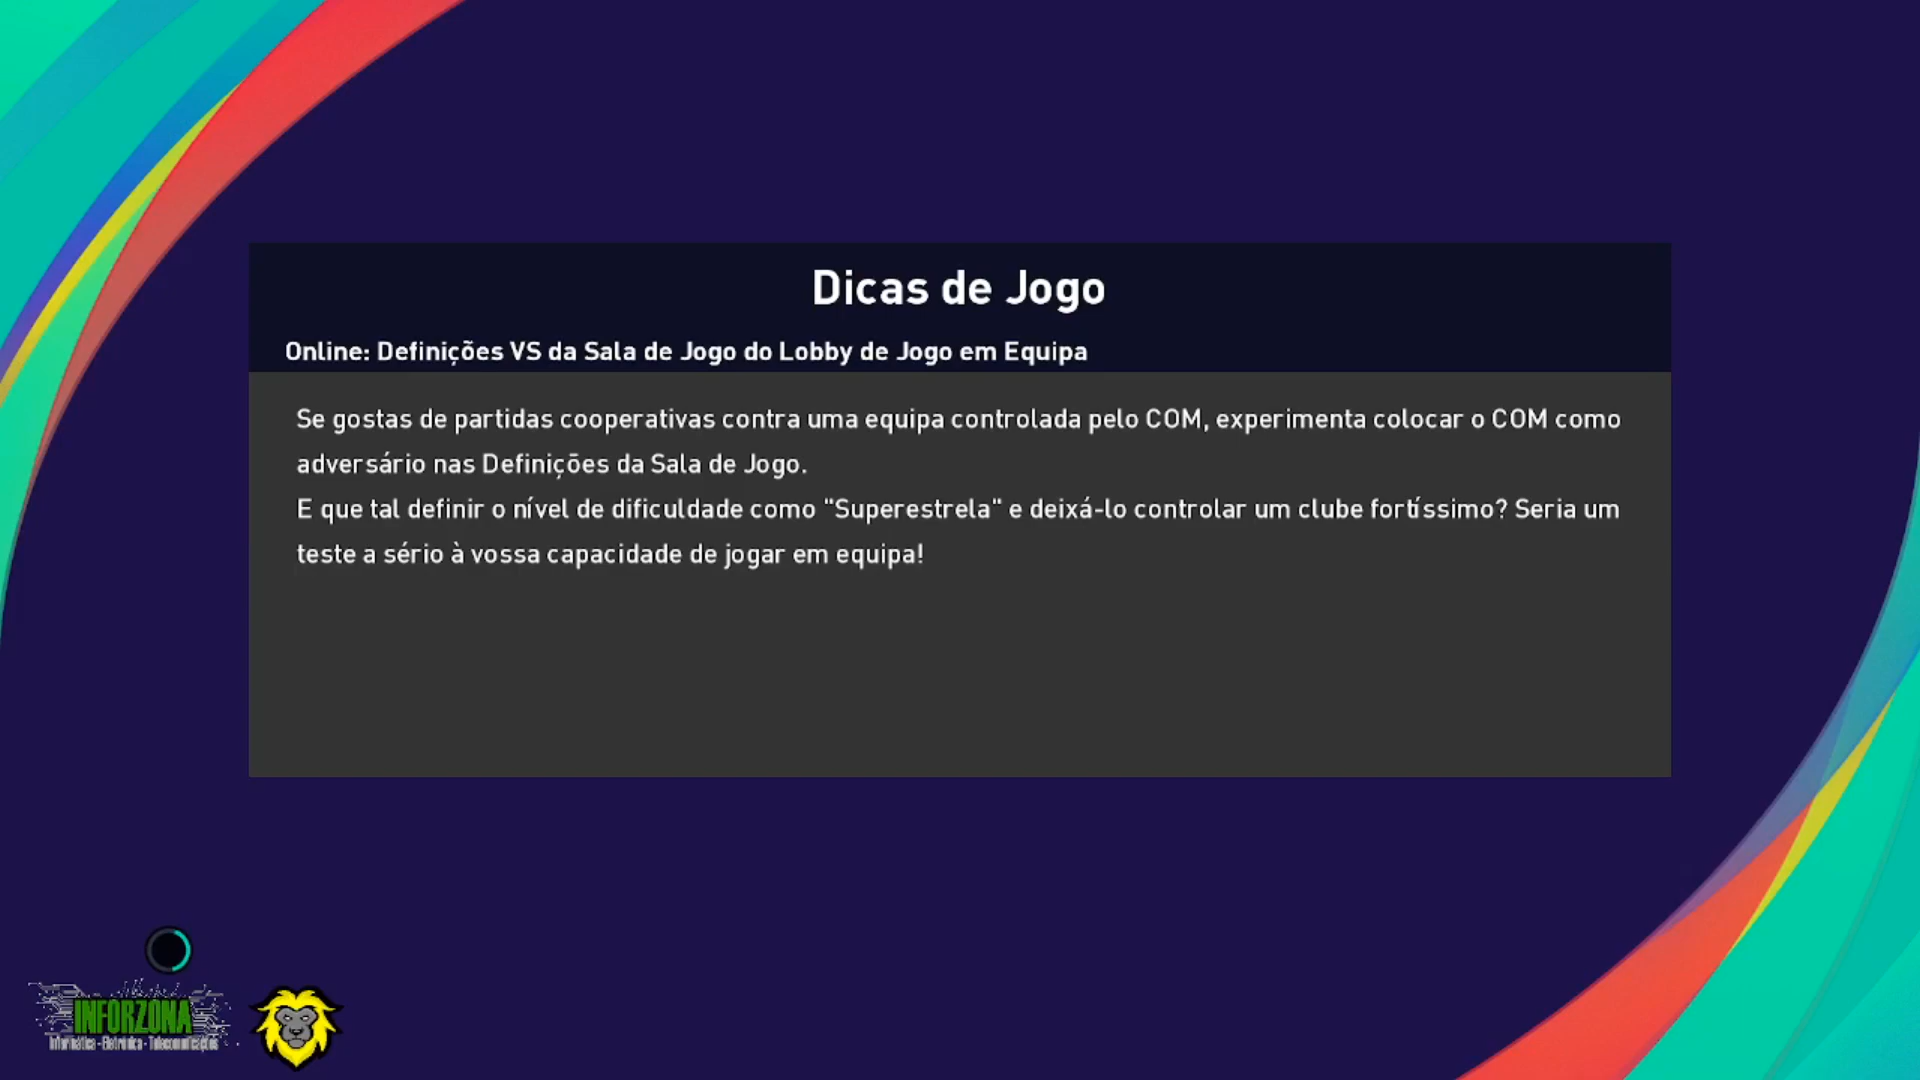 Dicas de Jogo
Online: Definições VS da Sala de Jogo do Lobby de Jogo em Equipa
Se gostas de partidas cooperativas contra uma equipa controlada pelo COM, experimenta colocar o COM como
adversário nas Definições da Sala de Jogo.
E que tal definir o nível de dificuldade como "Superestrela" e deixá-lo controlar um clube fortíssimo? Seria um
teste a sério à vossa capacidade de jogar em equipa!
INFORZONA
Informática - Eletrónica - Telecomunicações